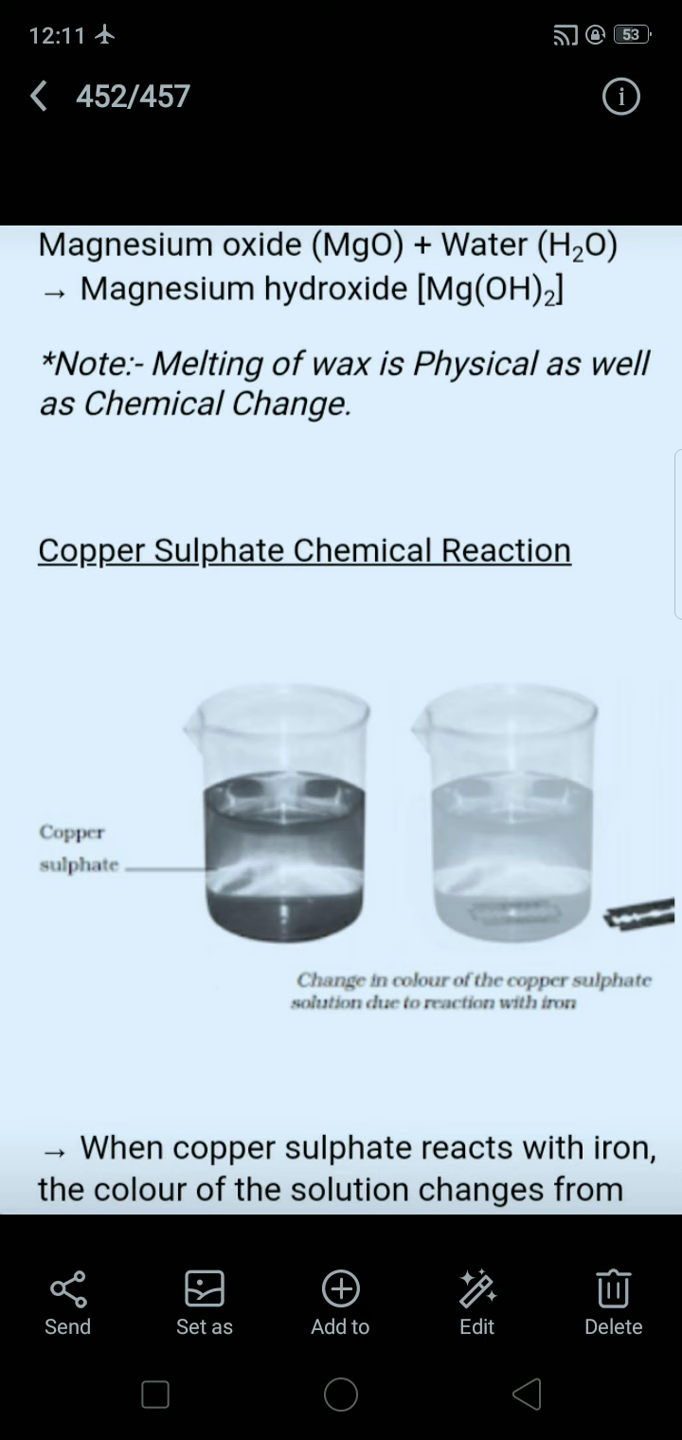 12:11
53
452/457
Magnesium oxide (MgO) + Water (H₂O)
→ Magnesium hydroxide [Mg(OH)₂]
*Note:- Melting of wax is Physical as well
as Chemical Change.
Copper Sulphate Chemical Reaction
Copper
sulphate
Change in colour of the copper sulphate
solution due to reaction with iron
→ When copper sulphate reacts with iron,
the colour of the solution changes from
Send
Set as
Add to
Edit
Delete